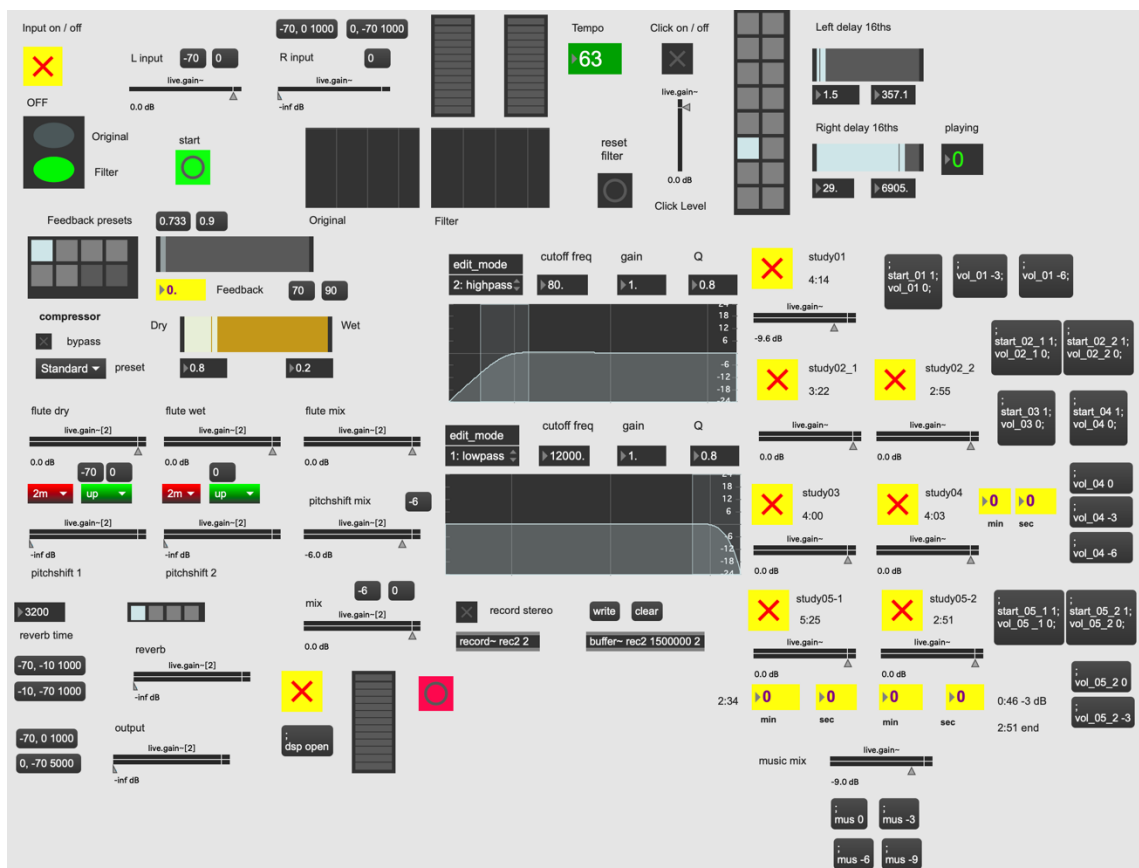 Input on / off
-70, 0 1000
0, -70 1000
L input
-70
0
R input
0
live.gain~
0.0 dB
live.gain~
-inf dB
OFF
Original
Filter
start
Original
Filter
Tempo
63
Click on / off
live.gain~
0.0 dB
Click Level
reset
filter
Left delay 16ths
1.5
357.1
Right delay 16ths
29.
6905.
playing
0
Feedback presets
0.733
0.9
0.
Feedback
70
90
compressor
bypass
Standard
preset
Dry
Wet
0.8
0.2
edit_mode
2: highpass
cutoff freq
80.
gain
1.
Q
0.8
24
18
12
6
-6
-12
-18
-24
edit_mode
1: lowpass
cutoff freq
12000.
gain
1.
Q
0.8
24
18
12
6
-6
-12
-18
-24
flute dry
live.gain~[2]
0.0 dB
flute wet
live.gain~[2]
0.0 dB
flute mix
live.gain~[2]
0.0 dB
-70
0
0
2m
up
2m
up
live.gain~[2]
-inf dB
pitchshift 1
live.gain~[2]
-inf dB
pitchshift 2
pitchshift mix
-6
live.gain~[2]
-6.0 dB
-6
0
mix
live.gain~[2]
0.0 dB
3200
reverb time
-70, -10 1000
-10, -70 1000
reverb
live.gain~[2]
-inf dB
-70, 0 1000
0, -70 5000
output
live.gain~[2]
-inf dB
;
dsp open
record stereo
write
clear
record~ rec2 2
buffer~ rec2 1500000 2
study01
4:14
live.gain~
-9.6 dB
;
start_01 1;
vol_01 0;
;
vol_01 -3;
;
vol_01 -6;
study02_1
3:22
live.gain~
0.0 dB
study02_2
2:55
live.gain~
0.0 dB
;
start_02_1 1;
vol_02_1 0;
;
start_02_2 1;
vol_02_2 0;
;
start_03 1;
vol_03 0;
;
start_04 1;
vol_04 0;
study03
4:00
live.gain~
0.0 dB
study04
4:03
live.gain~
0.0 dB
0
0
min
sec
;
vol_04 0
;
vol_04 -3
;
vol_04 -6
study05-1
5:25
live.gain~
0.0 dB
study05-2
2:51
live.gain~
0.0 dB
;
start_05_1 1;
vol_05 _1 0;
;
start_05_2 1;
vol_05_2 0;
2:34
0
0
min
sec
0
0
min
sec
0:46 -3 dB
2:51 end
;
vol_05_2 0
;
vol_05_2 -3
music mix
live.gain~
-9.0 dB
;
mus 0
;
mus -3
;
mus -6
;
mus -9